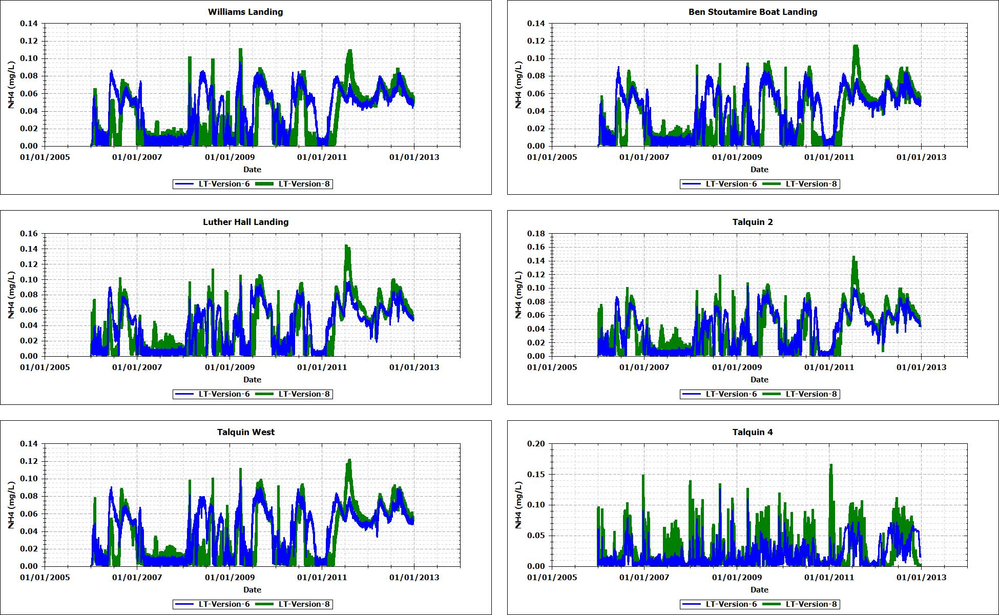 Williams Landing
0.14
0.12
0.10
0.08
0.06
0.04
0.02
0.00
NH4 (mg/L)
01/01/2005 01/01/2007 01/01/2009 01/01/2011 01/01/2013
Date
LT-Version-6 LT-Version-8
Ben Stoutamire Boat Landing
0.14
0.12
0.10
0.08
0.06
0.04
0.02
0.00
NH4 (mg/L)
01/01/2005 01/01/2007 01/01/2009 01/01/2011 01/01/2013
Date
LT-Version-6 LT-Version-8
Luther Hall Landing
0.16
0.14
0.12
0.10
0.08
0.06
0.04
0.02
0.00
NH4 (mg/L)
01/01/2005 01/01/2007 01/01/2009 01/01/2011 01/01/2013
Date
LT-Version-6 LT-Version-8
Talquin 2
0.18
0.16
0.14
0.12
0.10
0.08
0.06
0.04
0.02
0.00
NH4 (mg/L)
01/01/2005 01/01/2007 01/01/2009 01/01/2011 01/01/2013
Date
LT-Version-6 LT-Version-8
Talquin West
0.14
0.12
0.10
0.08
0.06
0.04
0.02
0.00
NH4 (mg/L)
01/01/2005 01/01/2007 01/01/2009 01/01/2011 01/01/2013
Date
LT-Version-6 LT-Version-8
Talquin 4
0.20
0.15
0.10
0.05
0.00
NH4 (mg/L)
01/01/2005 01/01/2007 01/01/2009 01/01/2011 01/01/2013
Date
LT-Version-6 LT-Version-8